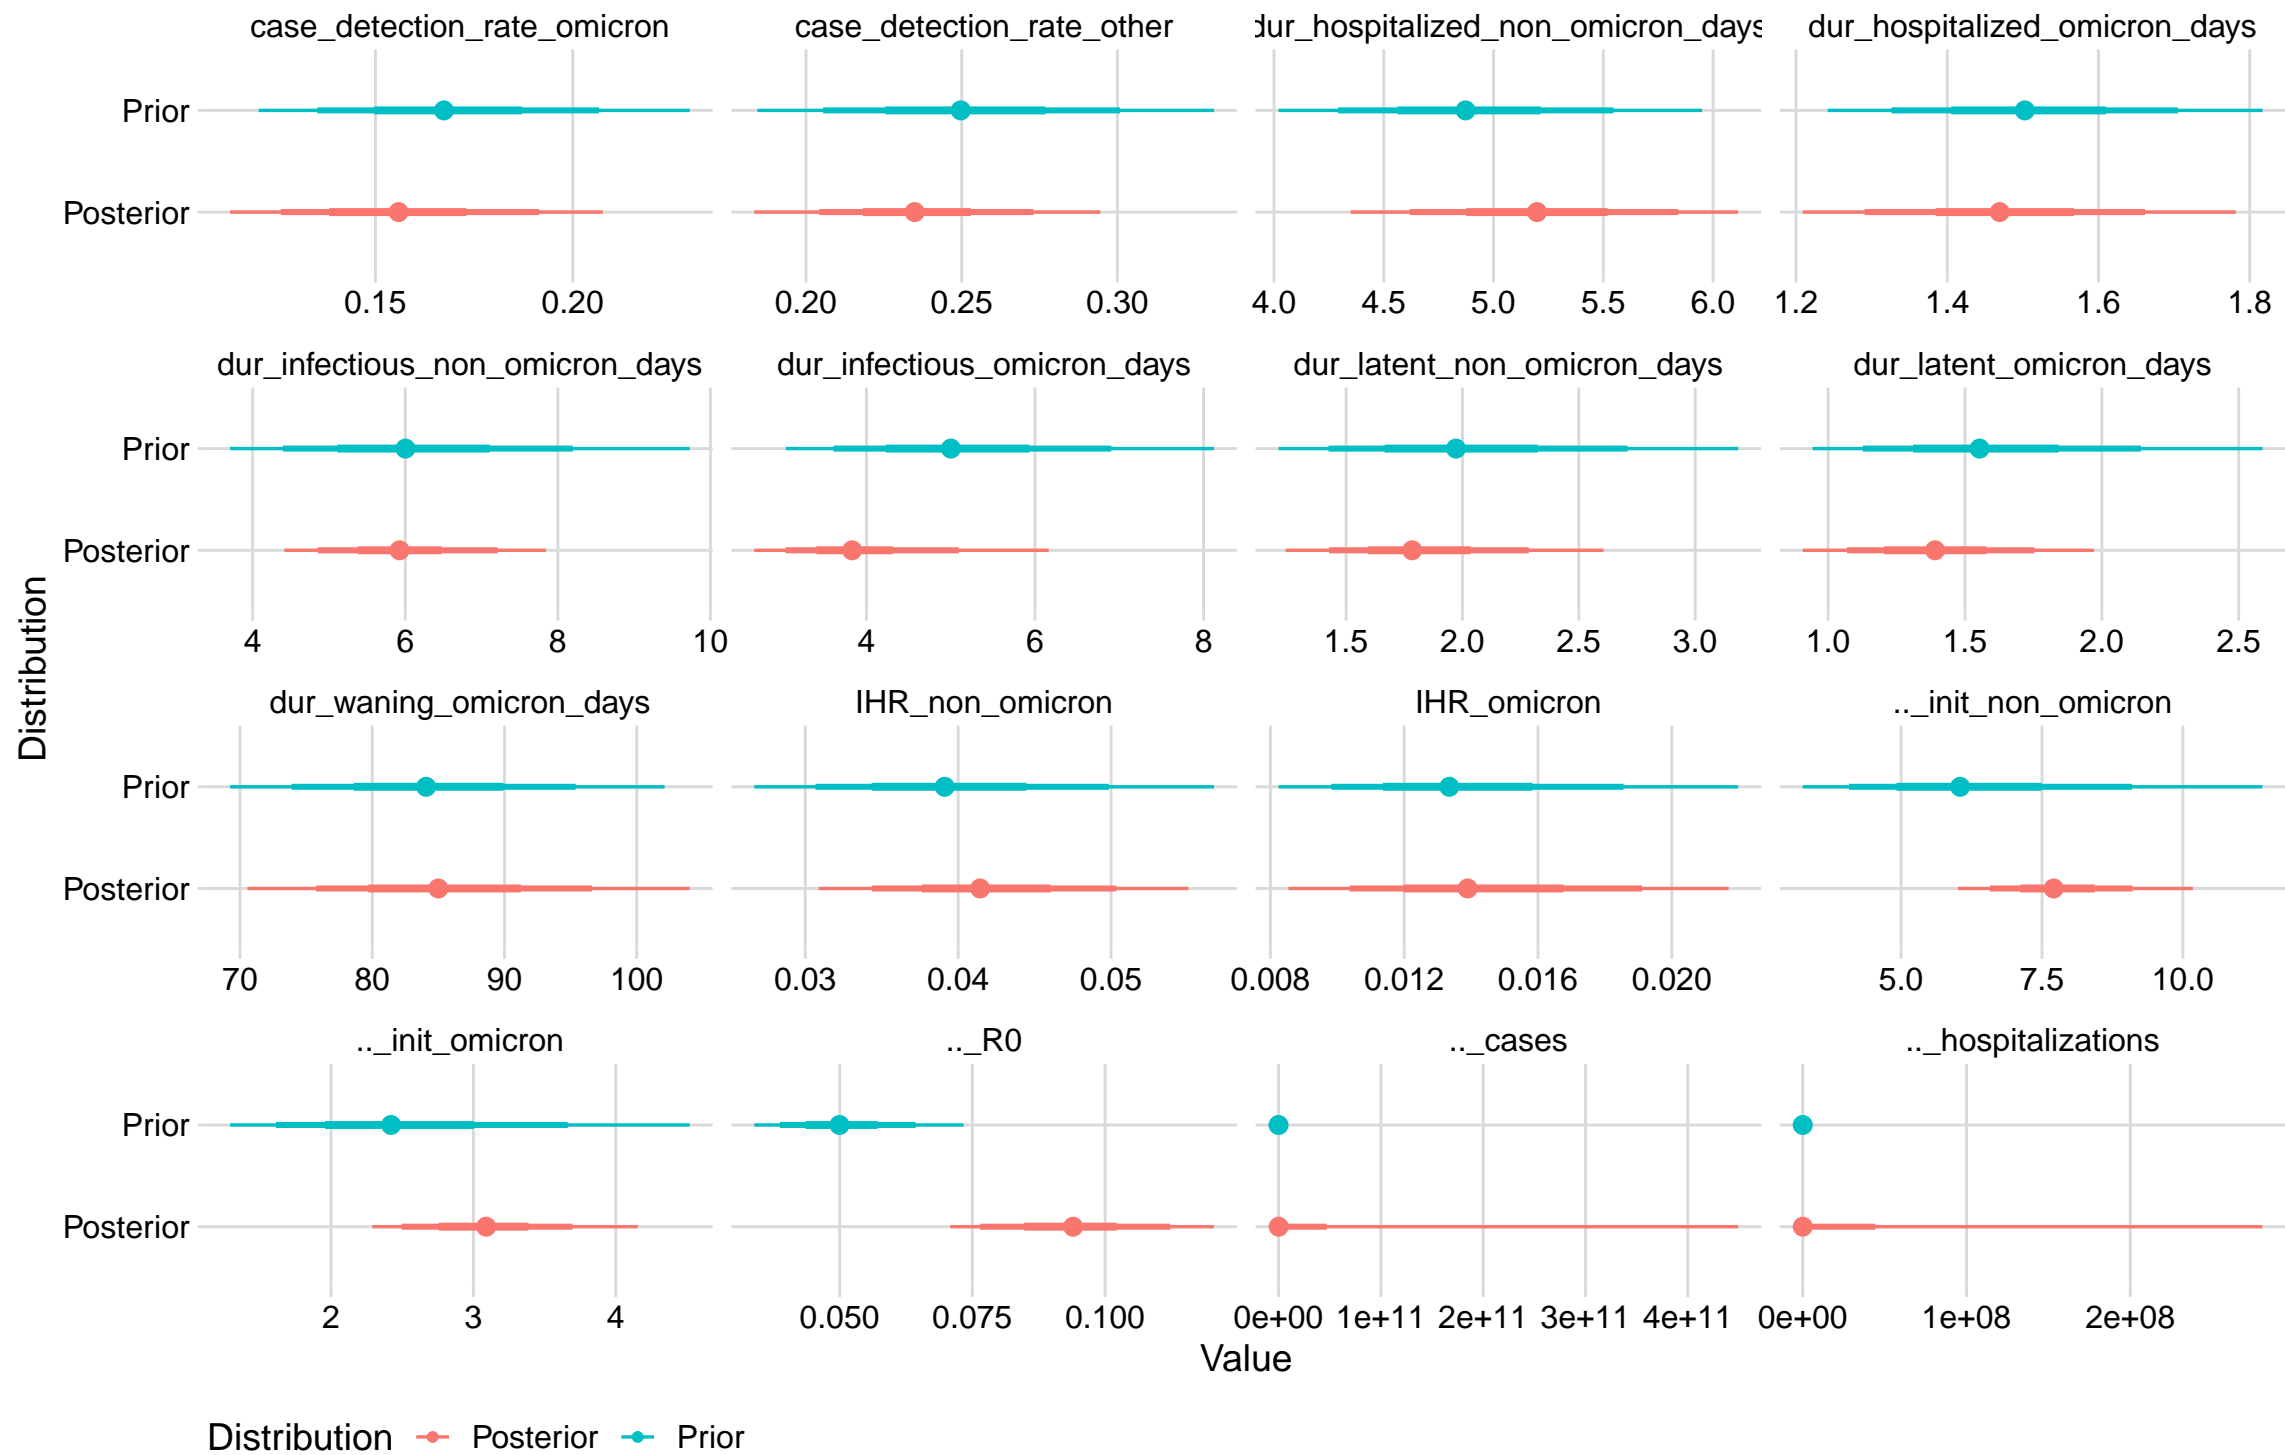 case_detection_rate_omicron case_detection_rate_other dur_hospitalized_non_omicron_days dur_hospitalized_omicron_days
Prior
Posterior
0.15 0.20 0.20 0.25 0.30 4.0 4.5 5.0 5.5 6.0 1.2 1.4 1.6 1.8
dur_infectious_non_omicron_days dur_infectious_omicron_days dur_latent_non_omicron_days dur_latent_omicron_days
Prior
Posterior
4 6 8 10 4 6 8 1.5 2.0 2.5 3.0 1.0 1.5 2.0 2.5
Distribution
dur_waning_omicron_days IHR_non_omicron IHR_omicron .._init_non_omicron
Prior
Posterior
70 80 90 100 0.03 0.04 0.05 0.008 0.012 0.016 0.020 5.0 7.5 10.0
.._init_omicron .._R0 .._cases .._hospitalizations
Prior
Posterior
2 3 4 0.050 0.075 0.100 0e+00 1e+11 2e+11 3e+11 4e+11 0e+00 1e+08 2e+08
Value
Distribution Posterior Prior